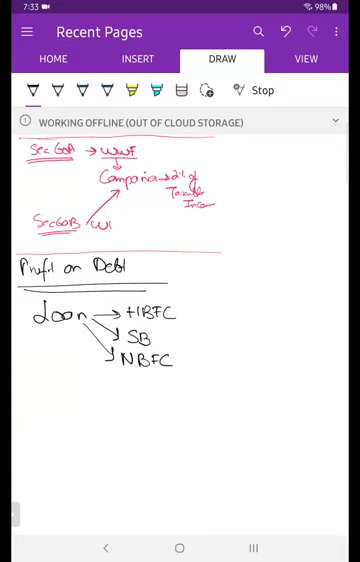 7:33
98%
Recent Pages
HOME INSERT DRAW VIEW
Stop
WORKING OFFLINE (OUT OF CLOUD STORAGE)
Sec 60A → WWF
Companies → 2% of
Taxable
Income
Sec 60B WI
Profit on Debt
Loan → HBFC
SB
NBFC